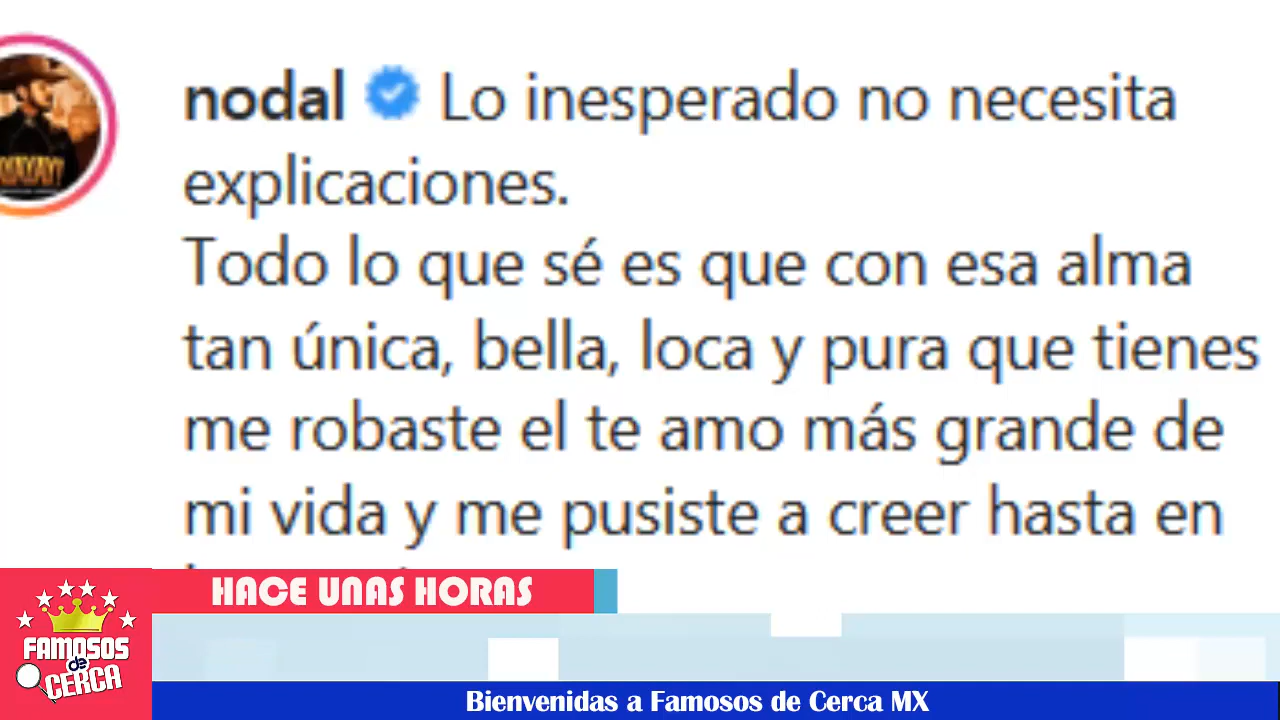 nodal Lo inesperado no necesita
explicaciones.
Todo lo que sé es que con esa alma
tan única, bella, loca y pura que tienes
me robaste el te amo más grande de
mi vida y me pusiste a creer hasta en
HACE UNAS HORAS
FAMOSOS
de
CERCA
Bienvenidas a Famosos de Cerca MX